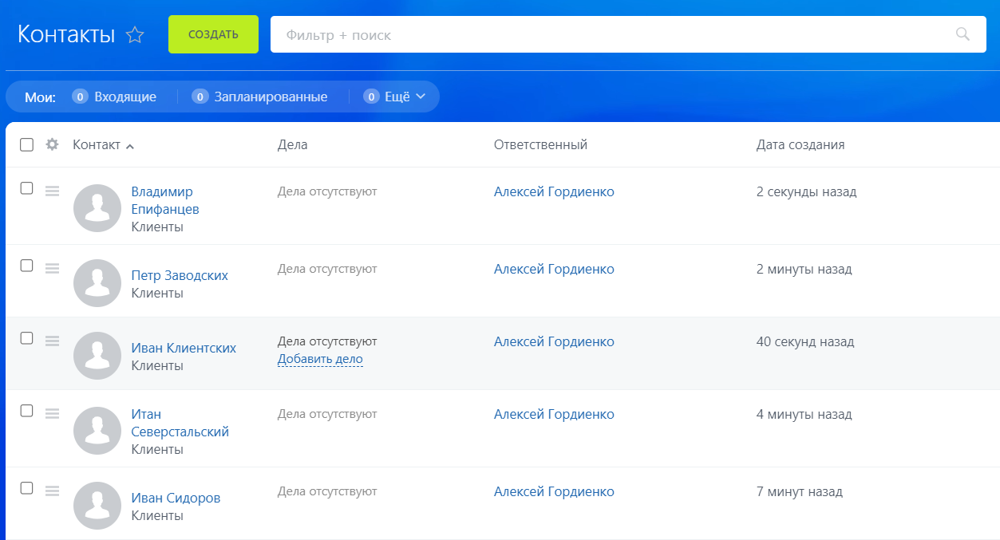 Контакты
СОЗДАТЬ
Фильтр + поиск
Мои: 0 Входящие 0 Запланированные 0 Ещё
Контакт Дела Ответственный Дата создания
Владимир Дела отсутствуют Алексей Гордиенко 2 секунды назад
Епифанцев
Клиенты
Дела отсутствуют Алексей Гордиенко 2 минуты назад
Петр Заводских
Клиенты
Дела отсутствуют Алексей Гордиенко 40 секунд назад
Иван Клиентских
Добавить дело
Клиенты
Итан Дела отсутствуют Алексей Гордиенко 4 минуты назад
Северстальский
Клиенты
Дела отсутствуют Алексей Гордиенко 7 минут назад
Иван Сидоров
Клиенты